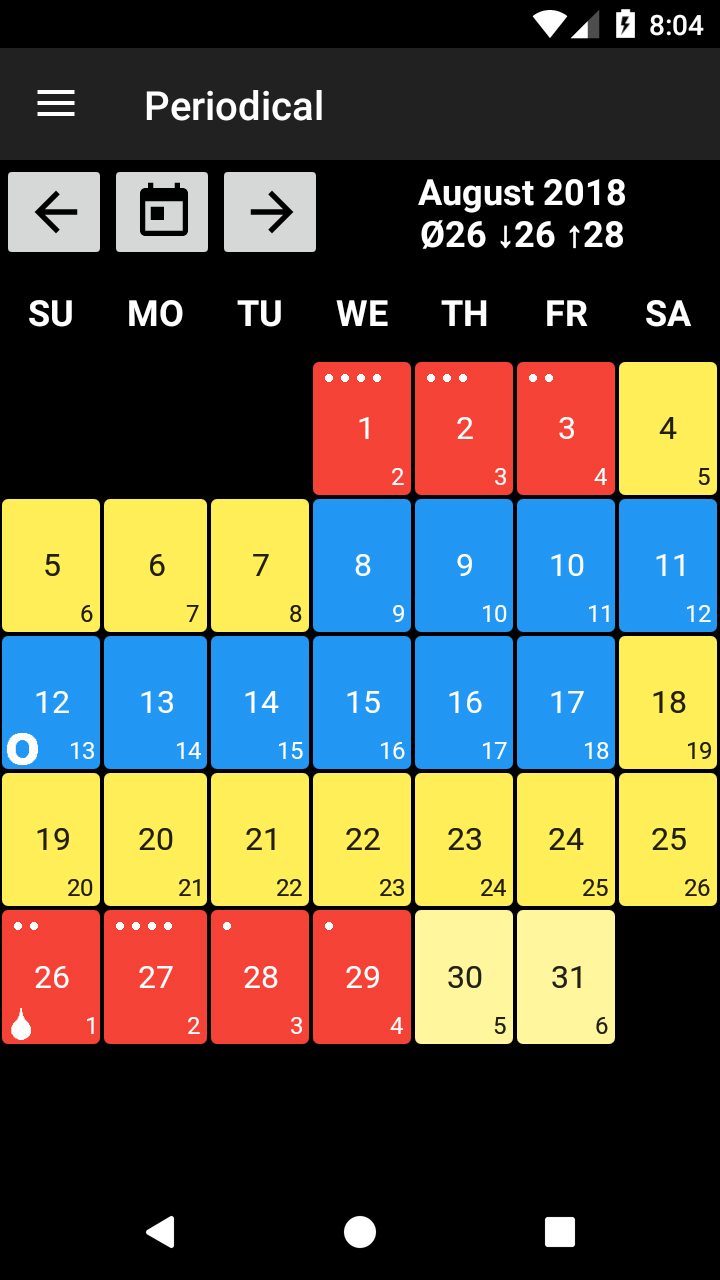 8:04
Periodical
August 2018
Ø26 ↓26 ↑28
SU MO TU WE TH FR SA
1 2 3 4
2 3 4 5
5 6 7 8 9 10 11
6 7 8 9 10 11 12
12 13 14 15 16 17 18
O 13 14 15 16 17 18 19
19 20 21 22 23 24 25
20 21 22 23 24 25 26
26 27 28 29 30 31
1 2 3 4 5 6